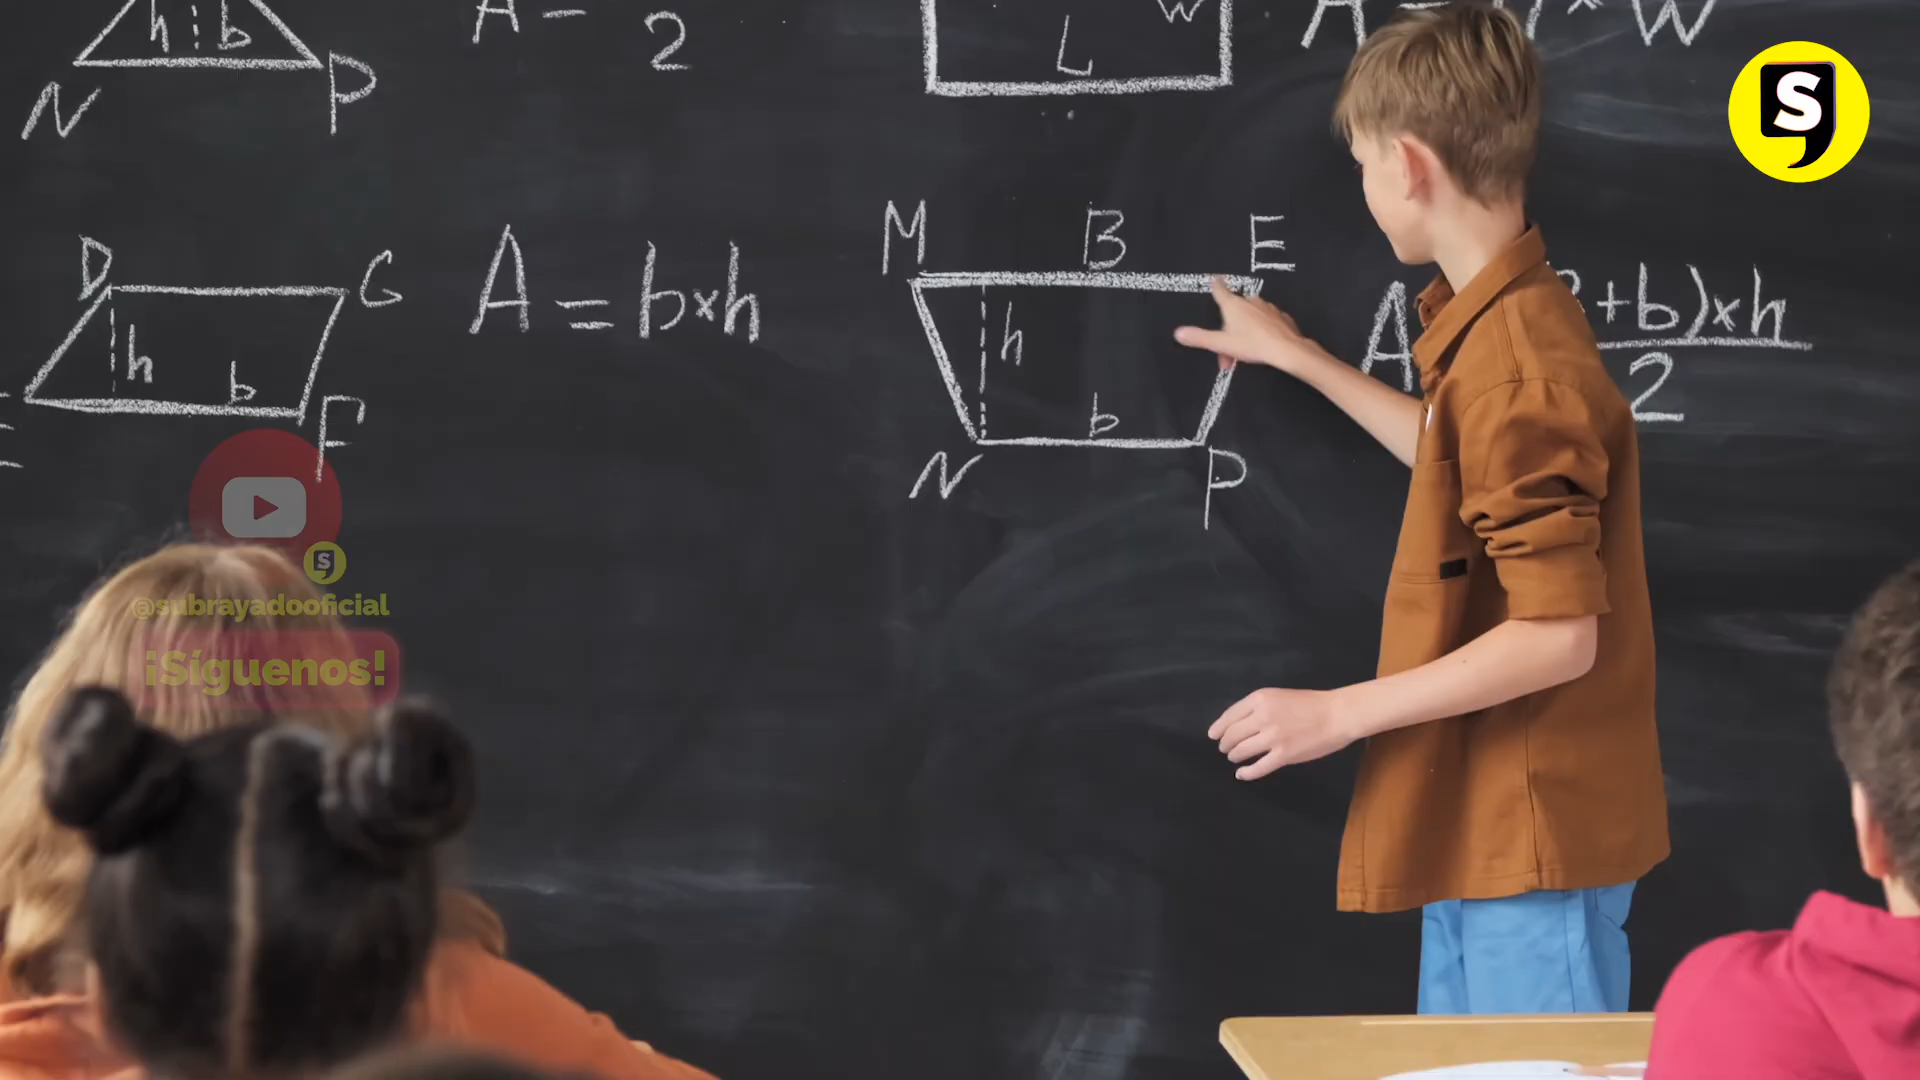 h b
N P
A = 2
L W
D G
h b
F
A = b×h
M B E
h
b
N P
A +b)×h
2
S
S
@subrayadooficial
¡Síguenos!